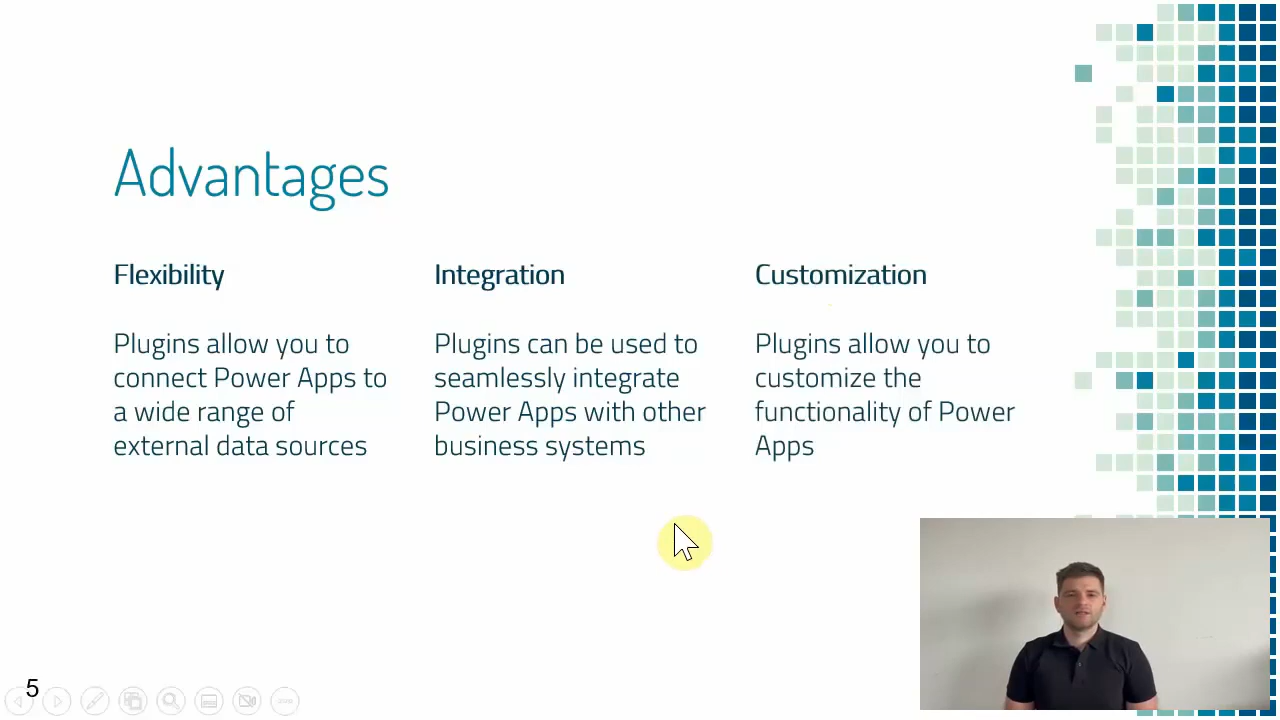 Advantages
Flexibility
Plugins allow you to
connect Power Apps to
a wide range of
external data sources
Integration
Plugins can be used to
seamlessly integrate
Power Apps with other
business systems
Customization
Plugins allow you to
customize the
functionality of Power
Apps
5